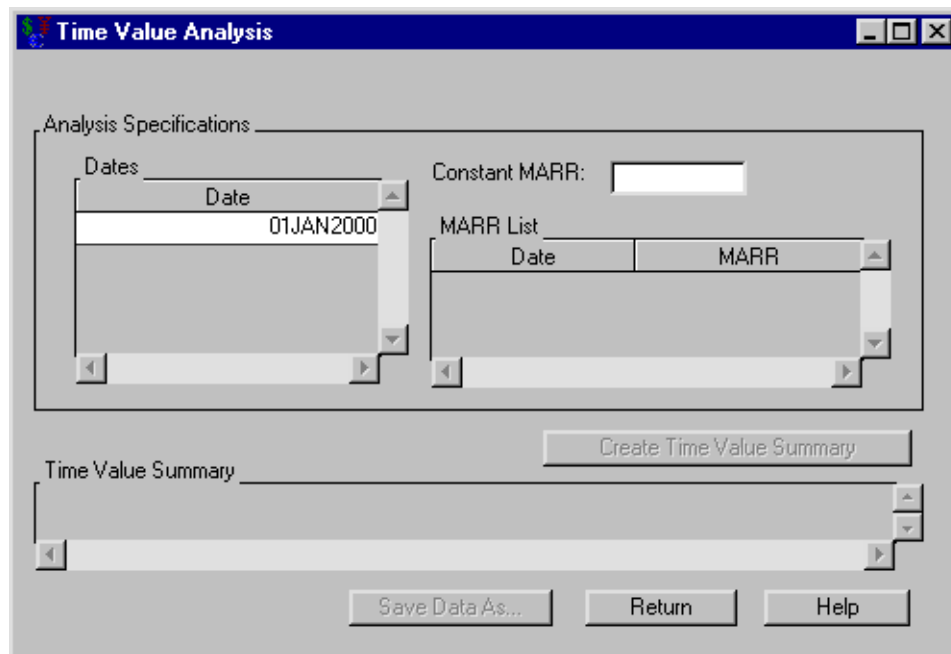 Time Value Analysis
Analysis Specifications
Dates
Date
01JAN2000
Constant MARR:
MARR List
Date MARR
Create Time Value Summary
Time Value Summary
Save Data As... Return Help